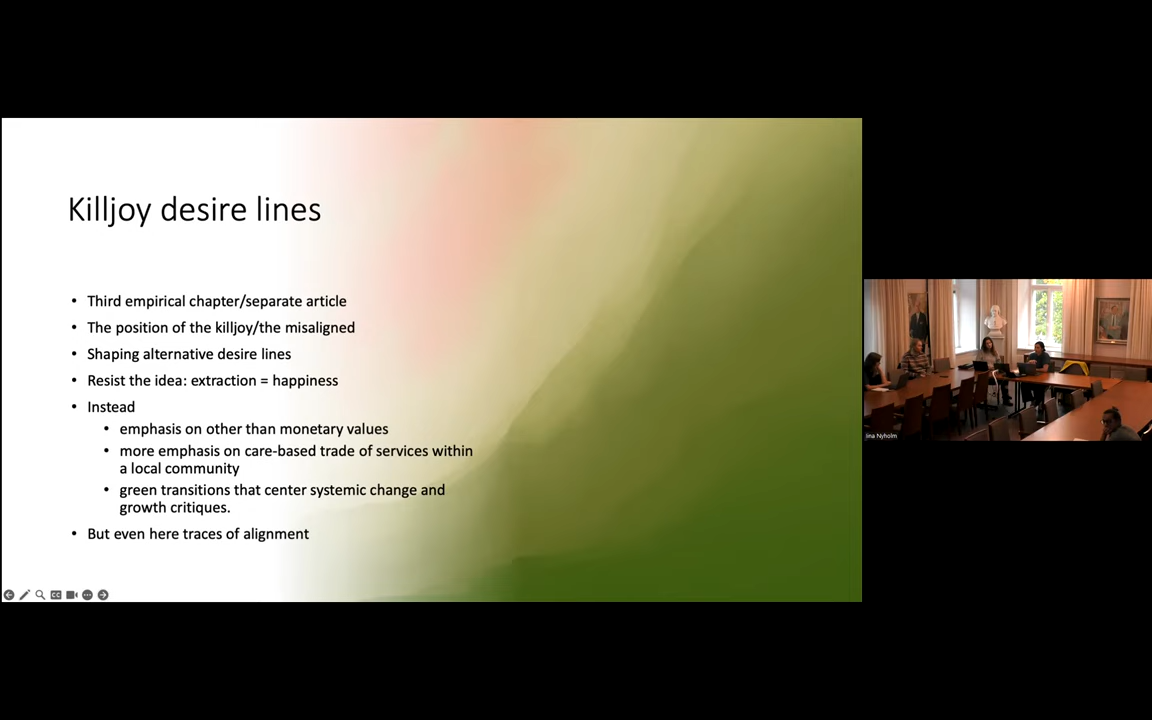 Killjoy desire lines
• Third empirical chapter/separate article
• The position of the killjoy/the misaligned
• Shaping alternative desire lines
• Resist the idea: extraction = happiness
• Instead
• emphasis on other than monetary values
• more emphasis on care-based trade of services within
a local community
• green transitions that center systemic change and
growth critiques.
• But even here traces of alignment
CC
Iina Nyholm